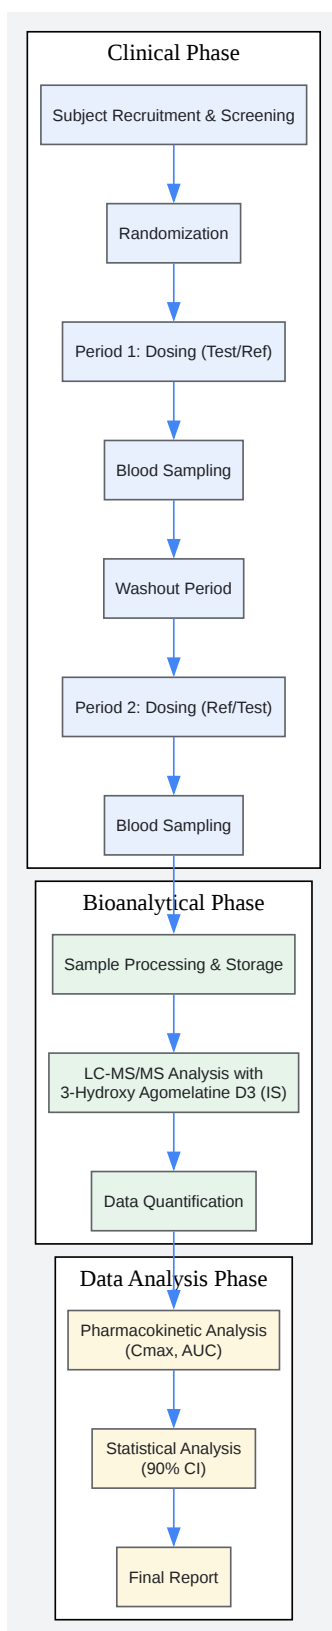 Clinical Phase
Subject Recruitment & Screening
Randomization
Period 1: Dosing (Test/Ref)
Blood Sampling
Washout Period
Period 2: Dosing (Ref/Test)
Blood Sampling
Bioanalytical Phase
Sample Processing & Storage
LC-MS/MS Analysis with
3-Hydroxy Agomelatine D3 (IS)
Data Quantification
Data Analysis Phase
Pharmacokinetic Analysis
(Cmax, AUC)
Statistical Analysis
(90% CI)
Final Report